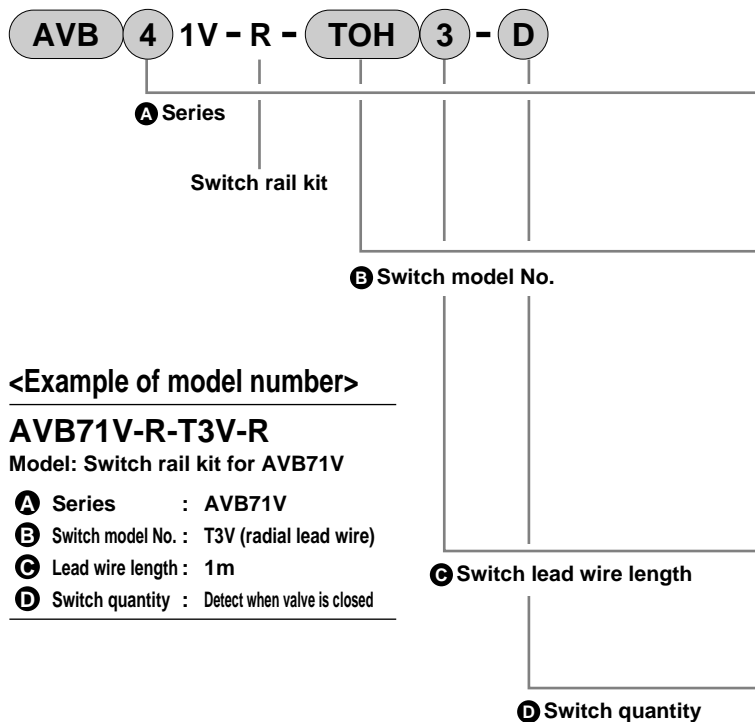 AVB 4 1V - R - TOH 3 - D
A Series
Switch rail kit
B Switch model No.
<Example of model number>
AVB71V-R-T3V-R
Model: Switch rail kit for AVB71V
A Series : AVB71V
B Switch model No. : T3V (radial lead wire)
C Lead wire length : 1m
D Switch quantity : Detect when valve is closed
C Switch lead wire length
D Switch quantity